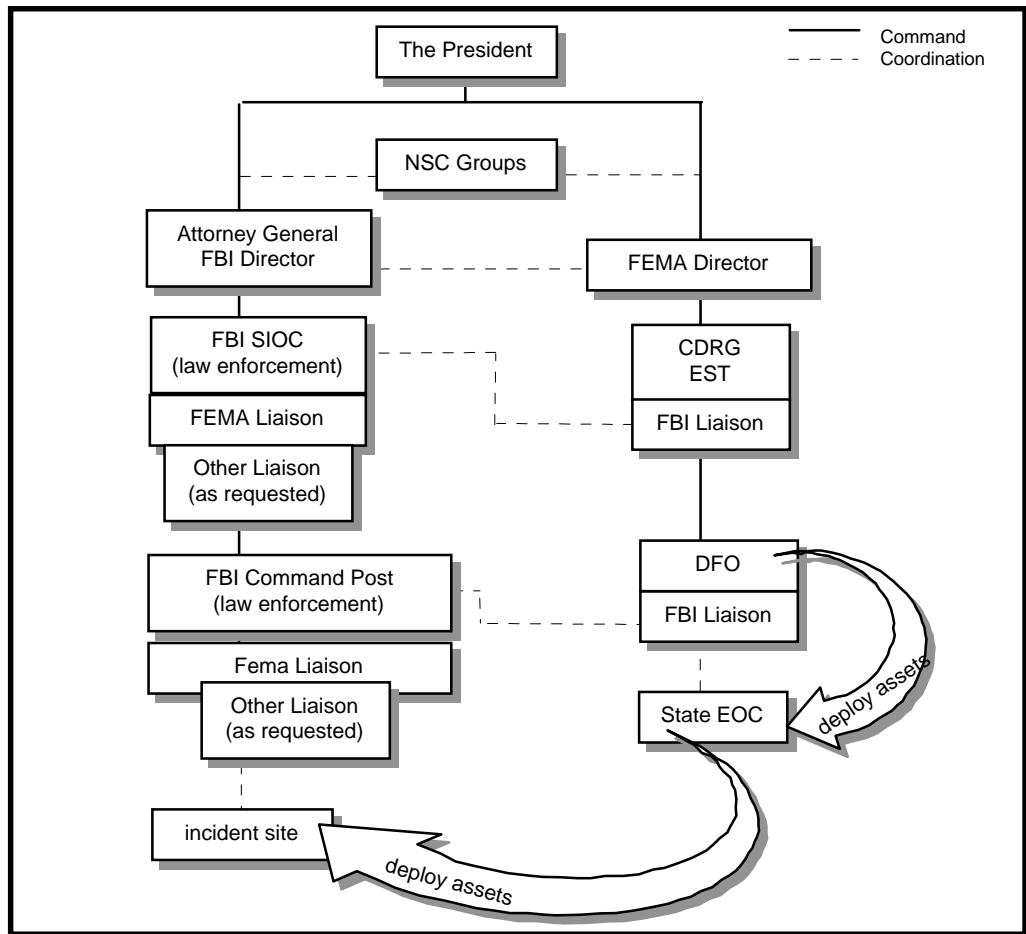 The President
Command
Coordination
NSC Groups
Attorney General
FBI Director
FEMA Director
FBI SIOC
(law enforcement)
FEMA Liaison
Other Liaison
(as requested)
CDRG
EST
FBI Liaison
FBI Command Post
(law enforcement)
Fema Liaison
Other Liaison
(as requested)
DFO
FBI Liaison
State EOC
deploy assets
incident site
deploy assets